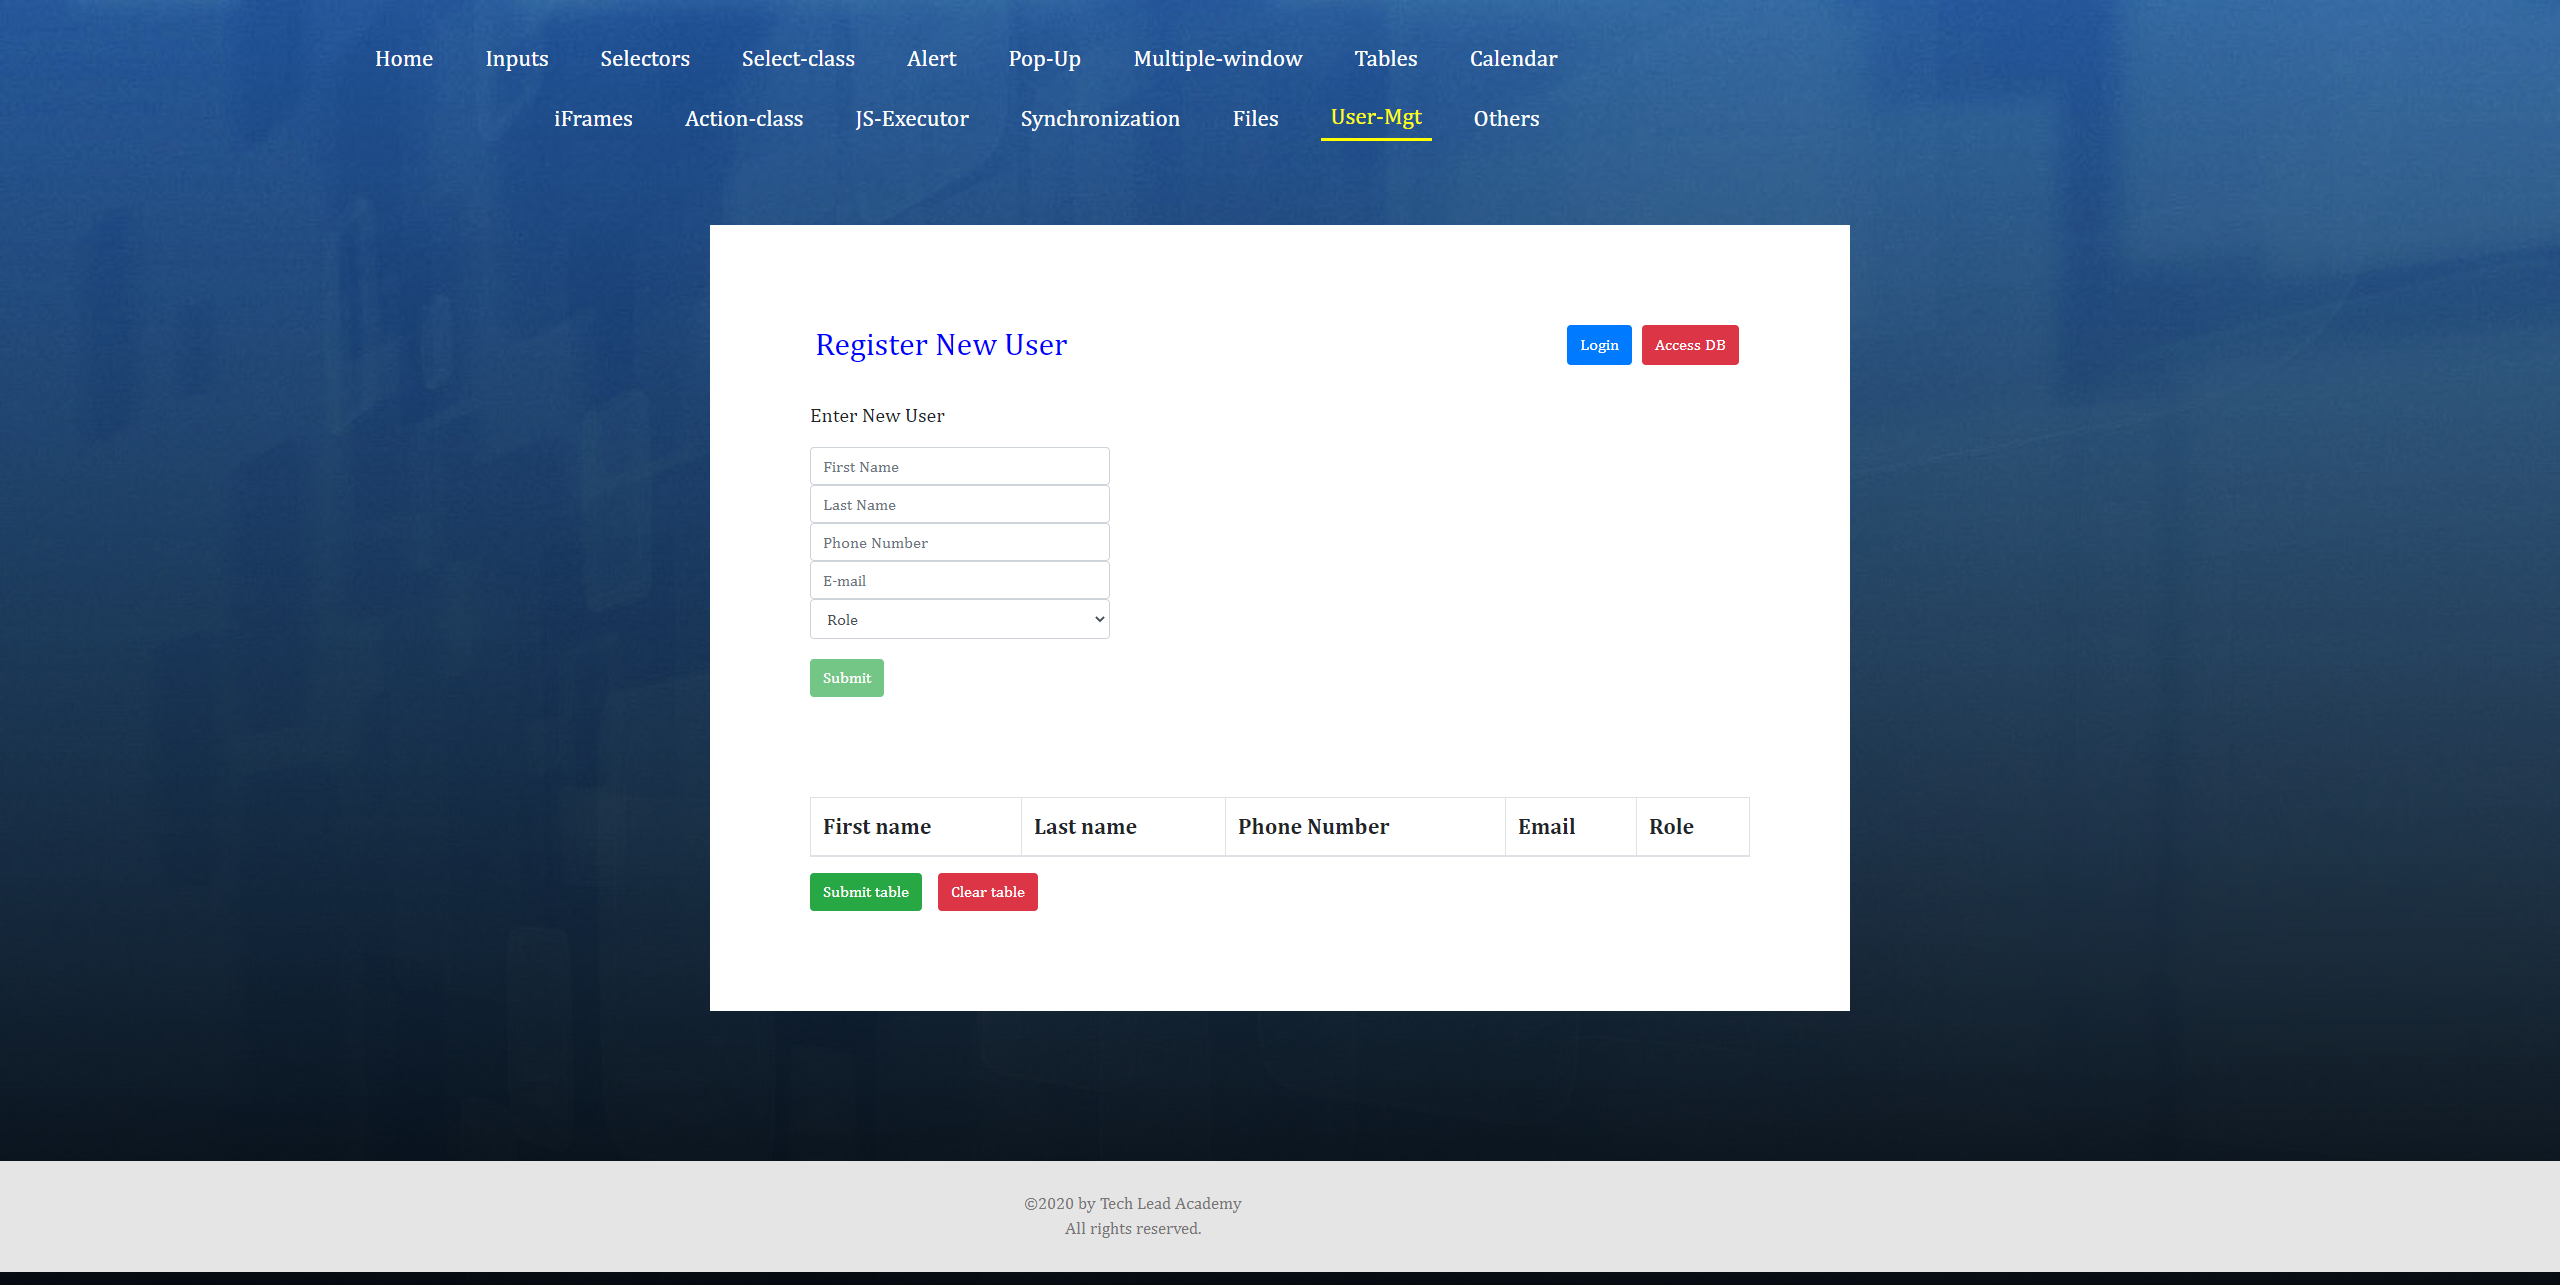 Home Inputs Selectors Select-class Alert Pop-Up Multiple-window Tables Calendar
iFrames Action-class JS-Executor Synchronization Files User-Mgt Others
Register New User Login Access DB
Enter New User
First Name
Last Name
Phone Number
E-mail
Role
Submit
First name Last name Phone Number Email Role
Submit table Clear table
©2020 by Tech Lead Academy
All rights reserved.